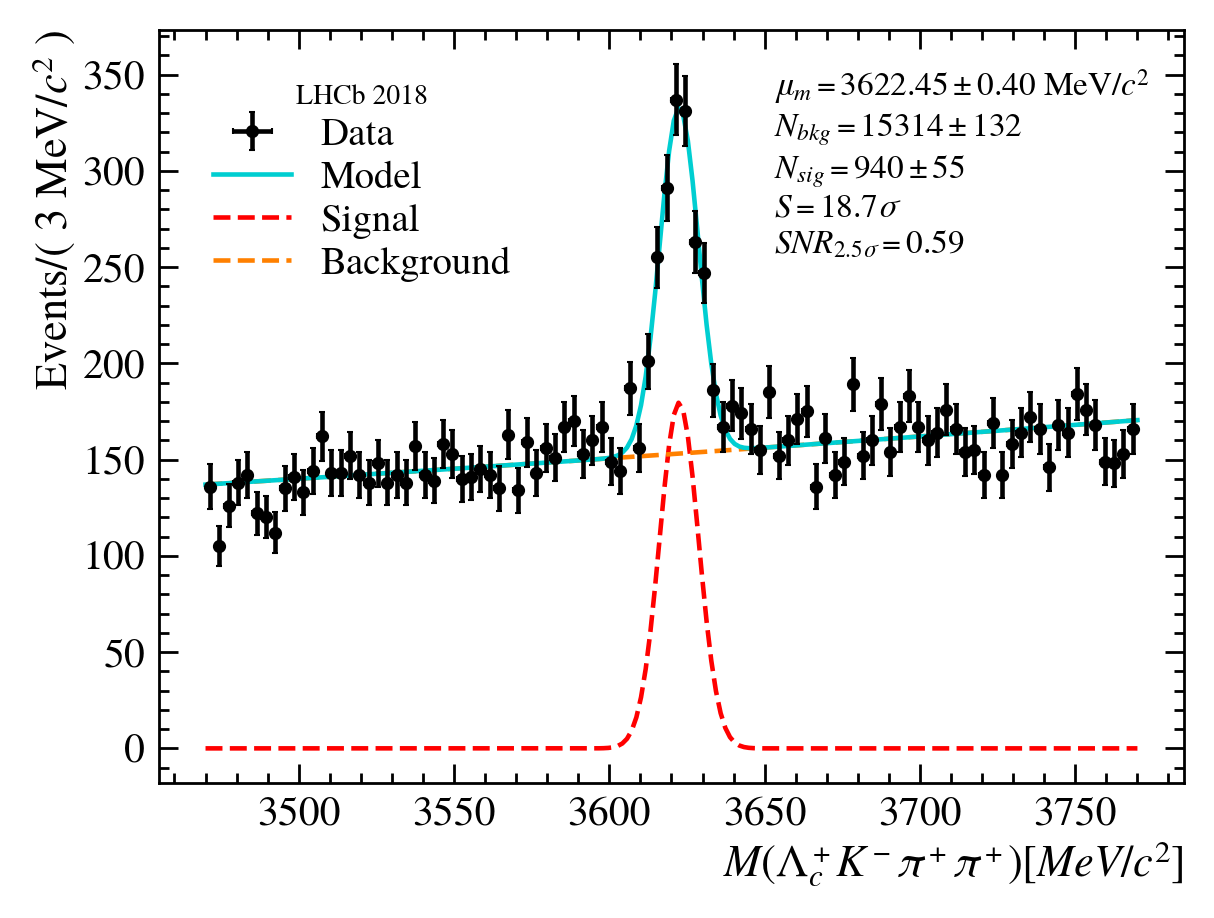 LHCb 2018
Data
Model
Signal
Background
μm = 3622.45 ± 0.40 MeV/c²
Nbkg = 15314 ± 132
Nsig = 940 ± 55
S = 18.7σ
SNR2.5σ = 0.59
Events/( 3 MeV/c² )
350
300
250
200
150
100
50
0
3500 3550 3600 3650 3700 3750
M(Λc⁺K⁻π⁺π⁺)[MeV/c²]